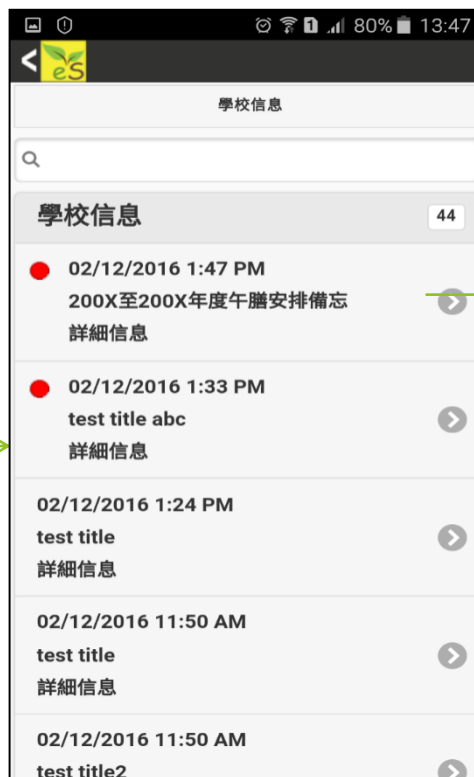 1 80% 13:47
eS
學校信息
學校信息 44
02/12/2016 1:47 PM
200X至200X年度午膳安排備忘
詳細信息
02/12/2016 1:33 PM
test title abc
詳細信息
02/12/2016 1:24 PM
test title
詳細信息
02/12/2016 11:50 AM
test title
詳細信息
02/12/2016 11:50 AM
test title2